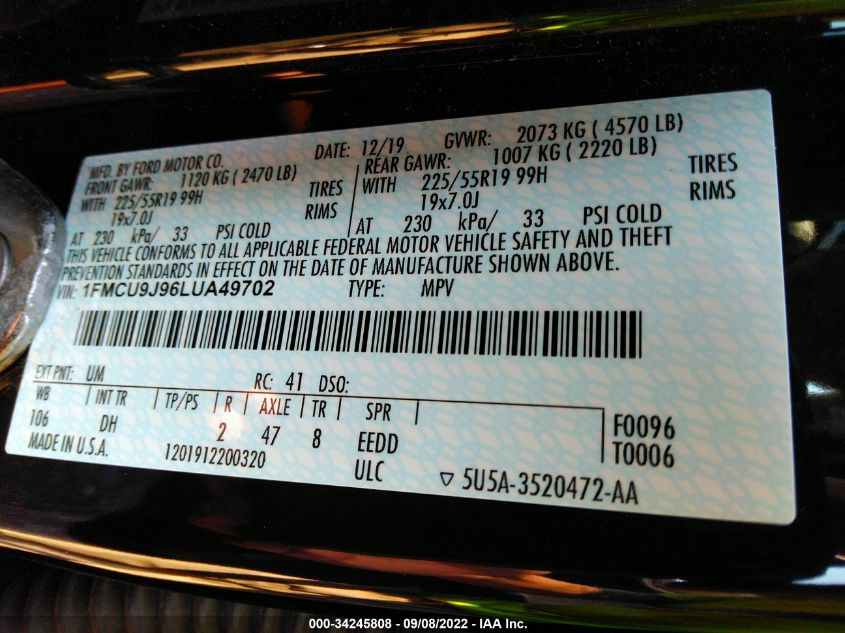 MFD. BY FORD MOTOR CO. DATE: 12/19 GVWR: 2073 KG ( 4570 LB)
FRONT GAWR: 1120 KG ( 2470 LB) REAR GAWR: 1007 KG ( 2220 LB)
WITH 225/55R19 99H TIRES WITH 225/55R19 99H TIRES
19x7.0J RIMS 19x7.0J RIMS
AT 230 kPa/ 33 PSI COLD AT 230 kPa/ 33 PSI COLD
THIS VEHICLE CONFORMS TO ALL APPLICABLE FEDERAL MOTOR VEHICLE SAFETY AND THEFT
PREVENTION STANDARDS IN EFFECT ON THE DATE OF MANUFACTURE SHOWN ABOVE.
VIN: 1FMCU9J96LUA49702 TYPE: MPV
EXT PNT: UM RC: 41 DSO:
WB INT TR TP/PS R AXLE TR SPR
106 DH 2 47 8 EEDD F0096
MADE IN U.S.A. 1201912200320 ULC T0006
5U5A-3520472-AA
000-34245808 - 09/08/2022 - IAA Inc.